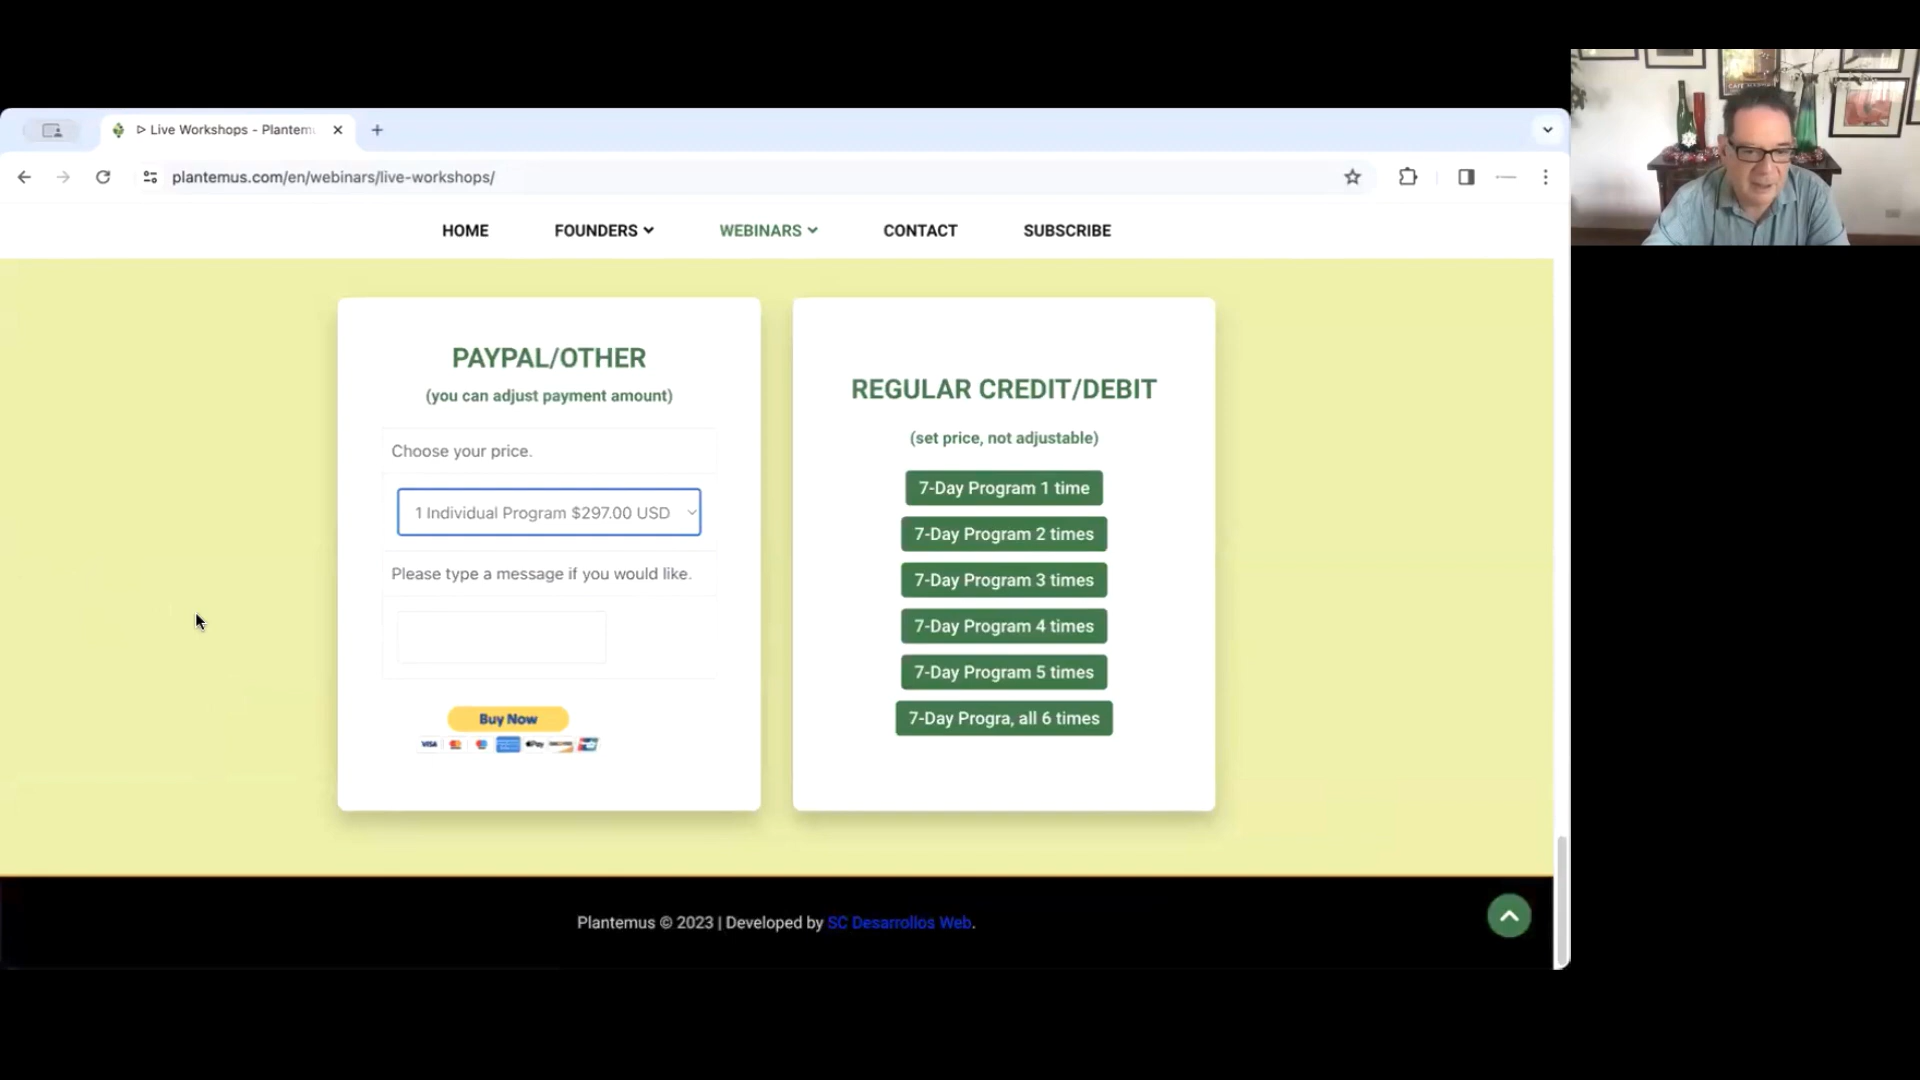 Live Workshops - Plantem
plantemus.com/en/webinars/live-workshops/
HOME
FOUNDERS
WEBINARS
CONTACT
SUBSCRIBE
PAYPAL/OTHER
(you can adjust payment amount)
Choose your price.
1 Individual Program $297.00 USD
Please type a message if you would like.
Buy Now
VISA
Pay
REGULAR CREDIT/DEBIT
(set price, not adjustable)
7-Day Program 1 time
7-Day Program 2 times
7-Day Program 3 times
7-Day Program 4 times
7-Day Program 5 times
7-Day Progra, all 6 times
Plantemus © 2023 | Developed by SC Desarrollos Web.